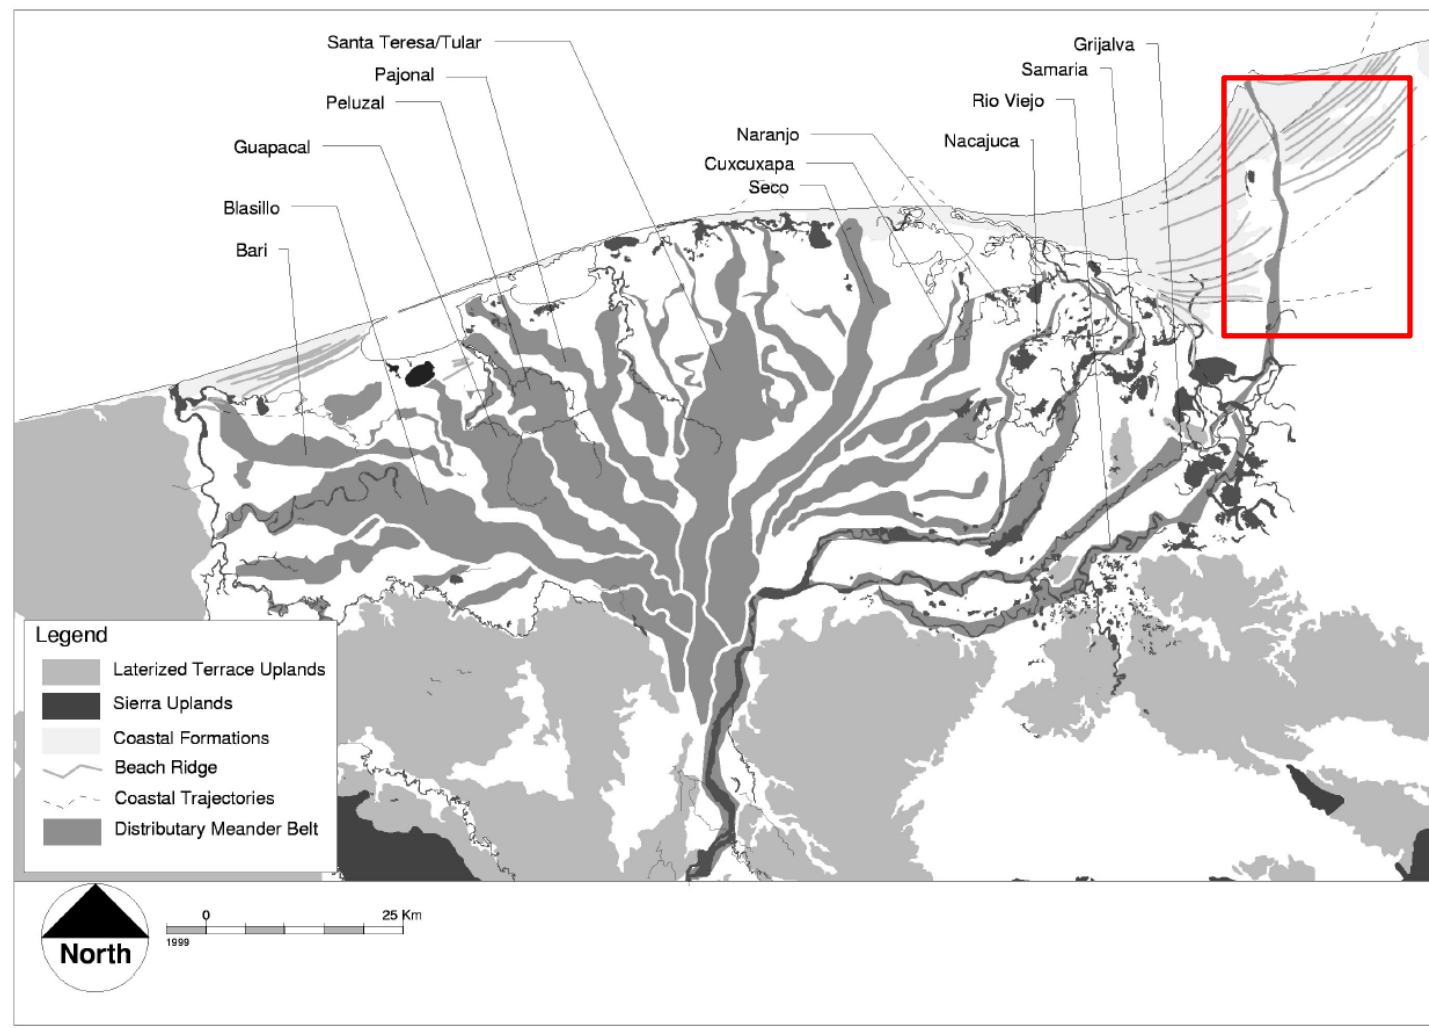 Santa Teresa/Tular
Pajonal
Peluzal
Guapacal
Blasillo
Bari
Grijalva
Samaria
Rio Viejo
Nacajuca
Naranjo
Cuxcuxapa
Seco
Legend
Laterized Terrace Uplands
Sierra Uplands
Coastal Formations
Beach Ridge
Coastal Trajectories
Distributary Meander Belt
North
0 25 Km
1999